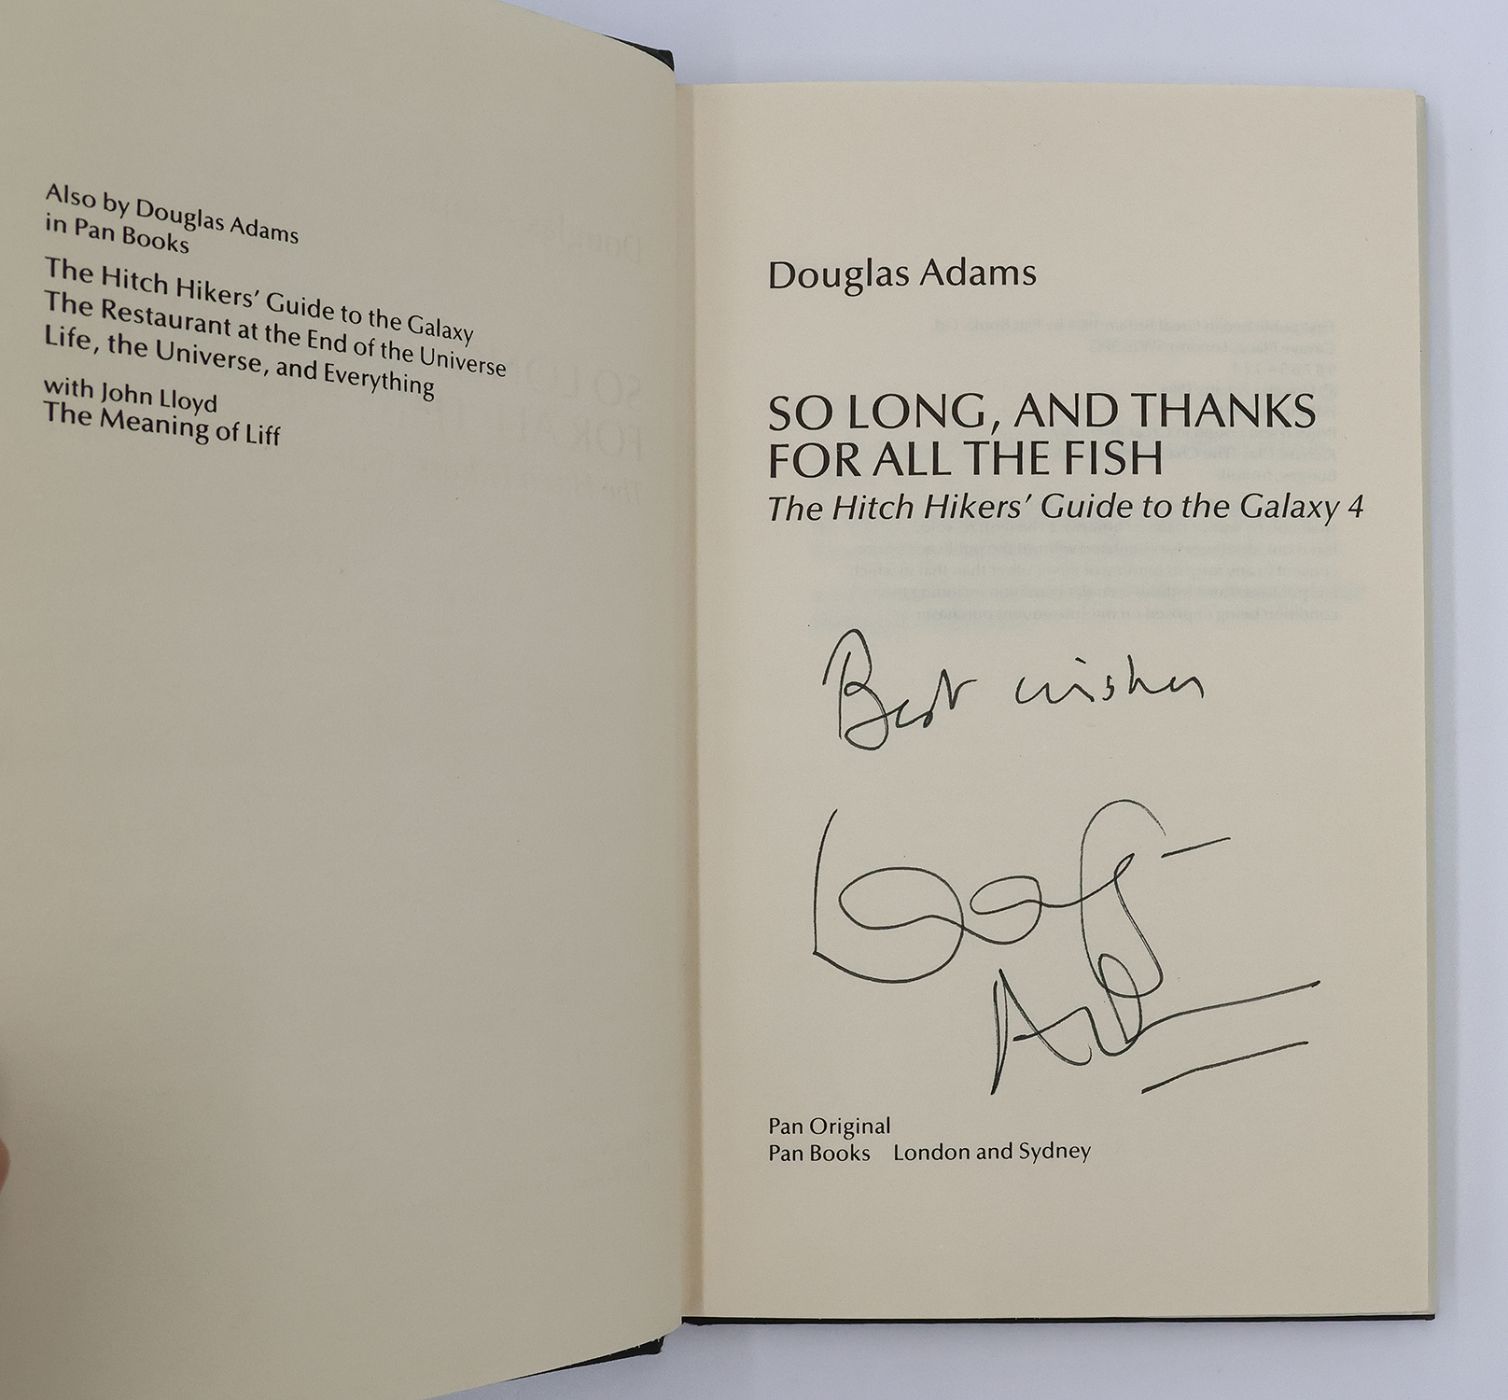 Also by Douglas Adams
in Pan Books
The Hitch Hikers' Guide to the Galaxy
The Restaurant at the End of the Universe
Life, the Universe, and Everything
with John Lloyd
The Meaning of Liff
Douglas Adams
SO LONG, AND THANKS
FOR ALL THE FISH
The Hitch Hikers' Guide to the Galaxy 4
Best wishes
Pan Original
Pan Books London and Sydney